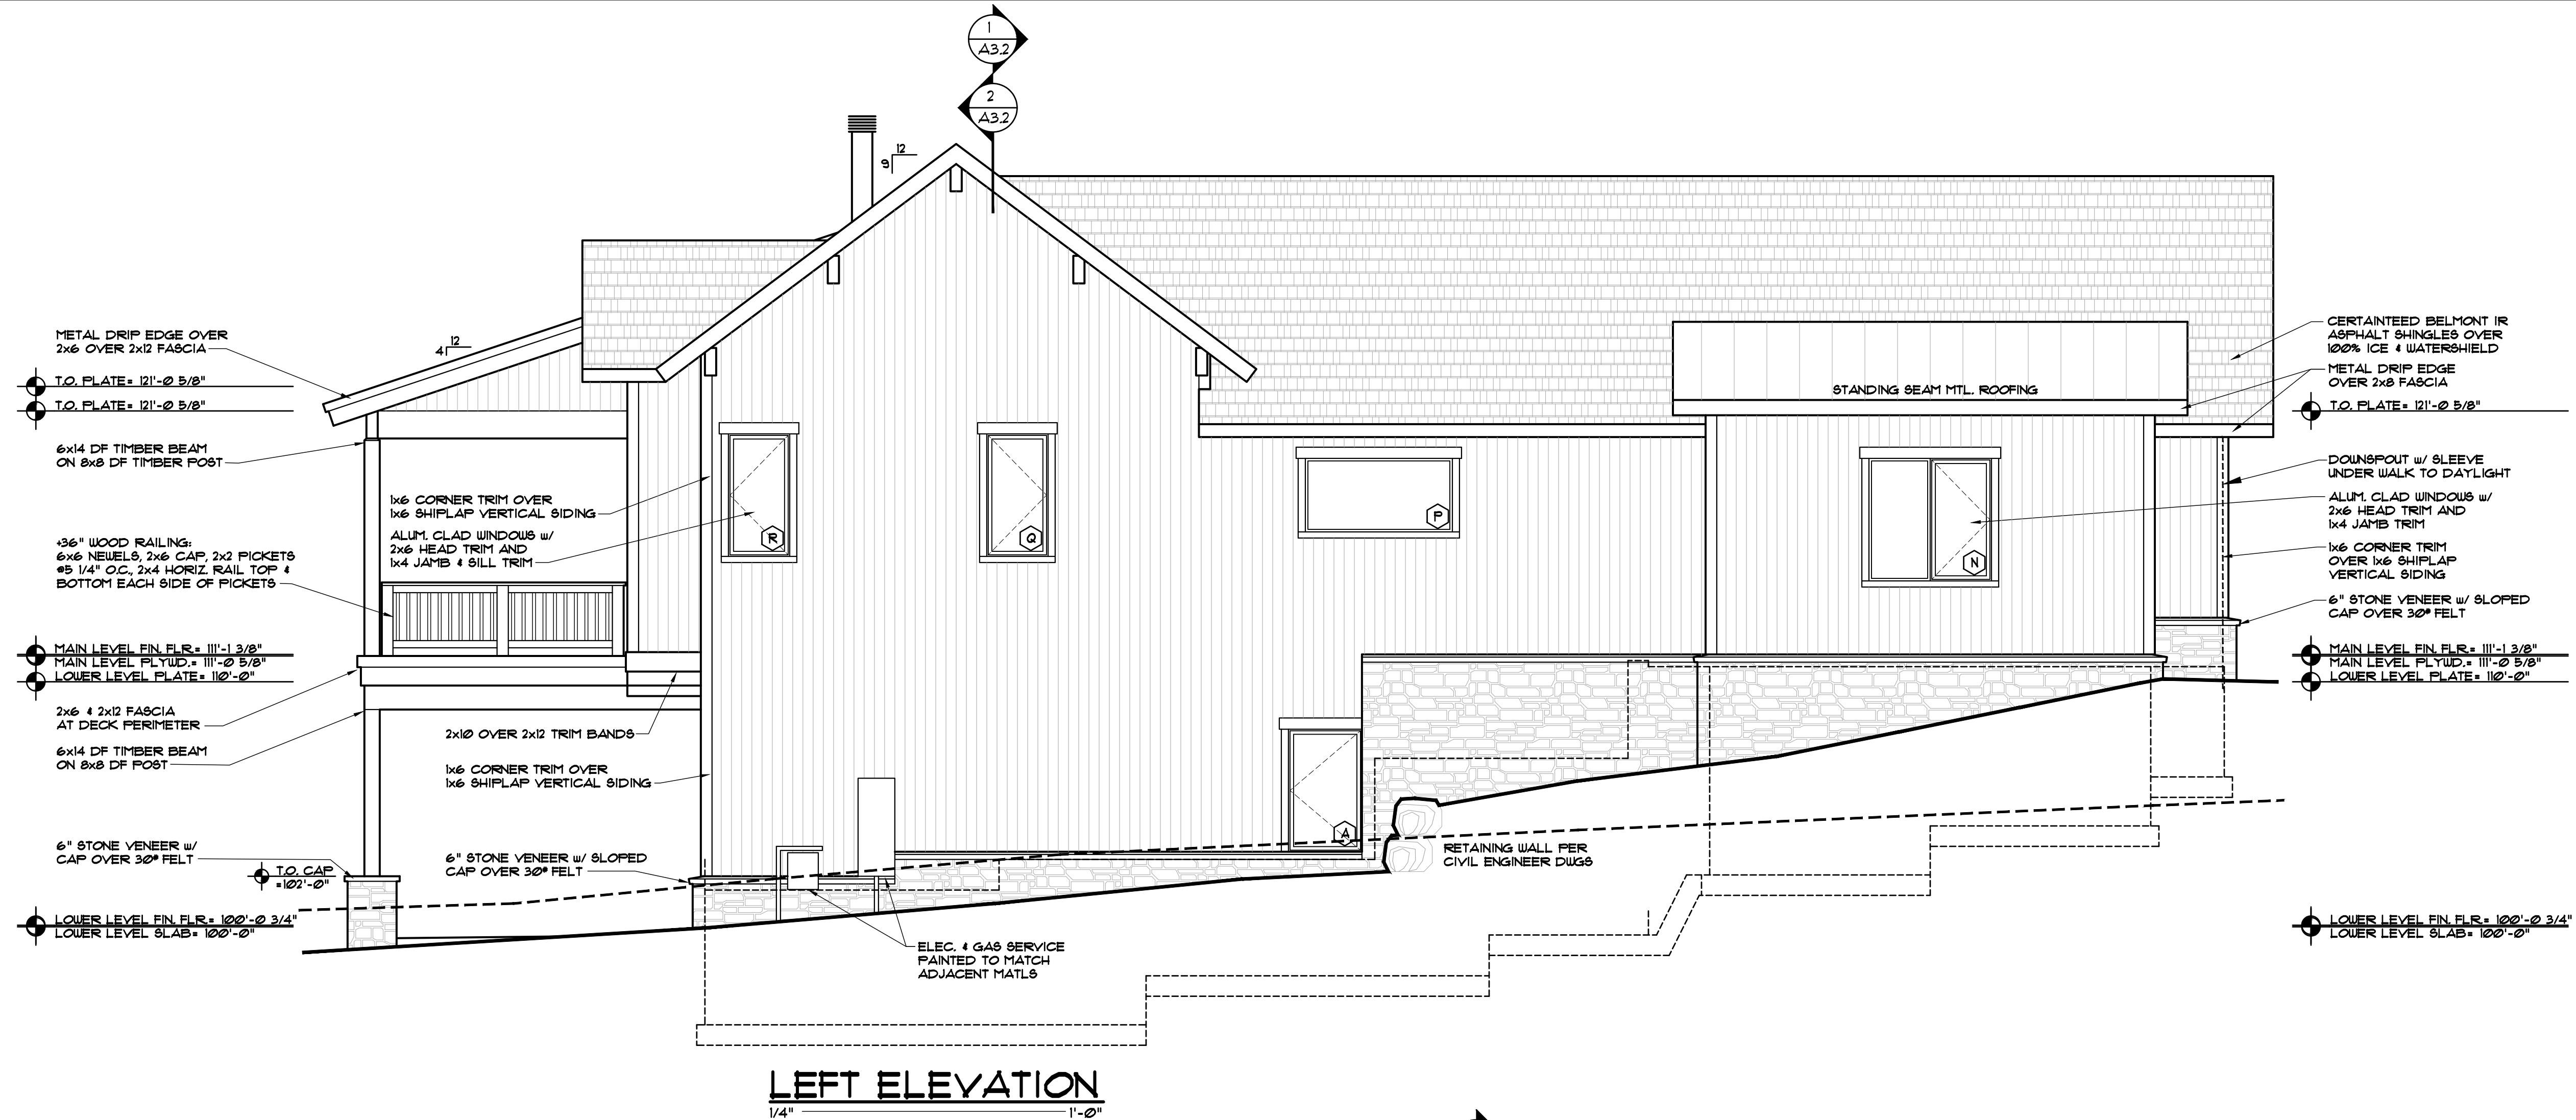 1
A3.2
2
A3.2
12
9
METAL DRIP EDGE OVER
2x6 OVER 2x12 FASCIA
12
4
T.O. PLATE= 121'-0 5/8"
T.O. PLATE= 121'-0 5/8"
6x14 DF TIMBER BEAM
ON 8x8 DF TIMBER POST
1x6 CORNER TRIM OVER
1x6 SHIPLAP VERTICAL SIDING
ALUM. CLAD WINDOWS w/
2x6 HEAD TRIM AND
1x4 JAMB & SILL TRIM
+36" WOOD RAILING:
6x6 NEWELS, 2x6 CAP, 2x2 PICKETS
@5 1/4" O.C., 2x4 HORIZ. RAIL TOP &
BOTTOM EACH SIDE OF PICKETS
MAIN LEVEL FIN. FLR.= 111'-1 3/8"
MAIN LEVEL PLYWD.= 111'-0 5/8"
LOWER LEVEL PLATE= 110'-0"
2x6 & 2x12 FASCIA
AT DECK PERIMETER
6x14 DF TIMBER BEAM
ON 8x8 DF POST
2x10 OVER 2x12 TRIM BANDS
1x6 CORNER TRIM OVER
1x6 SHIPLAP VERTICAL SIDING
6" STONE VENEER w/
CAP OVER 30# FELT
T.O. CAP
=102'-0"
6" STONE VENEER w/ SLOPED
CAP OVER 30# FELT
LOWER LEVEL FIN. FLR.= 100'-0 3/4"
LOWER LEVEL SLAB= 100'-0"
R
Q
P
N
A
STANDING SEAM MTL. ROOFING
RETAINING WALL PER
CIVIL ENGINEER DWGS
ELEC. & GAS SERVICE
PAINTED TO MATCH
ADJACENT MATLS
CERTAINTEED BELMONT IR
ASPHALT SHINGLES OVER
100% ICE & WATERSHIELD
METAL DRIP EDGE
OVER 2x8 FASCIA
T.O. PLATE= 121'-0 5/8"
DOWNSPOUT w/ SLEEVE
UNDER WALK TO DAYLIGHT
ALUM. CLAD WINDOWS w/
2x6 HEAD TRIM AND
1x4 JAMB TRIM
1x6 CORNER TRIM
OVER 1x6 SHIPLAP
VERTICAL SIDING
6" STONE VENEER w/ SLOPED
CAP OVER 30# FELT
MAIN LEVEL FIN. FLR.= 111'-1 3/8"
MAIN LEVEL PLYWD.= 111'-0 5/8"
LOWER LEVEL PLATE= 110'-0"
LOWER LEVEL FIN. FLR.= 100'-0 3/4"
LOWER LEVEL SLAB= 100'-0"
LEFT ELEVATION
1/4" 1'-0"